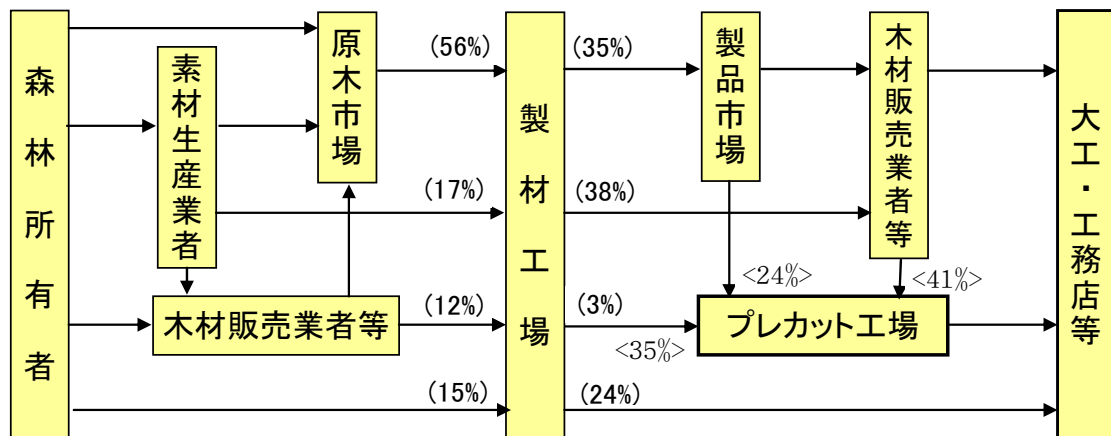 森林所有者
素材生産業者
原木市場
木材販売業者等
(56%)
(17%)
(12%)
(15%)
製材工場
(35%)
(38%)
(3%)
<35%>
(24%)
製品市場
<24%>
木材販売業者等
<41%>
プレカット工場
大工・工務店等